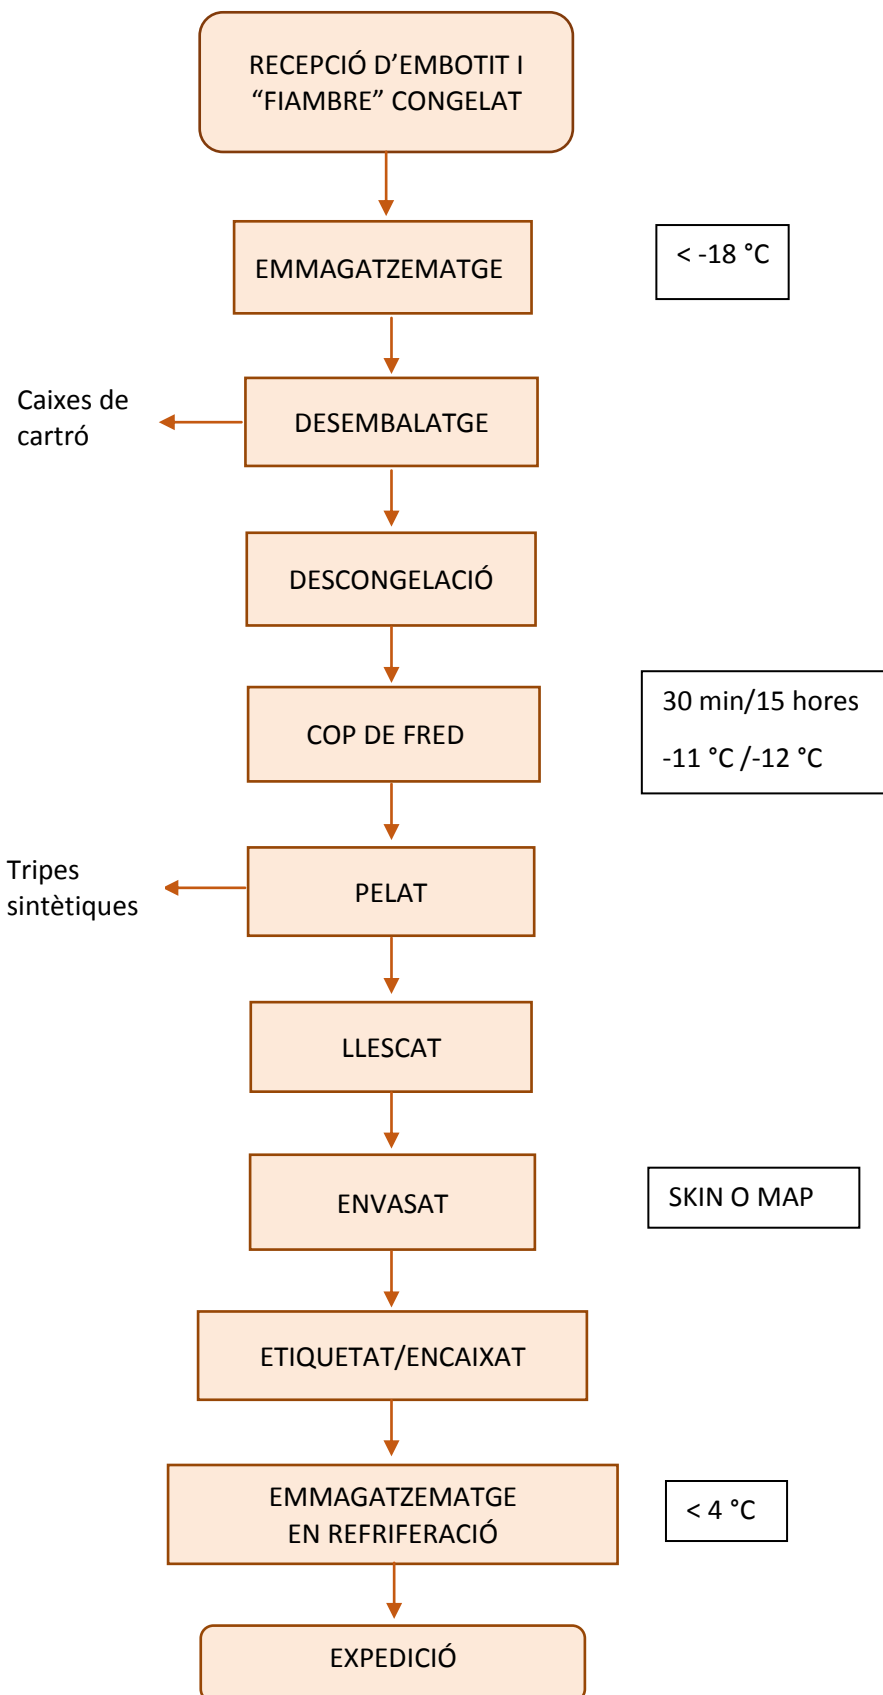 RECEPCIÓ D’EMBOTIT I
“FIAMBRE” CONGELAT
EMMAGATZEMATGE
< -18 °C
Caixes de
cartró
DESEMBALATGE
DESCONGELACIÓ
COP DE FRED
30 min/15 hores
-11 °C /-12 °C
Tripes
sintètiques
PELAT
LLESCAT
ENVASAT
SKIN O MAP
ETIQUETAT/ENCAIXAT
EMMAGATZEMATGE
EN REFRIFERACIÓ
< 4 °C
EXPEDICIÓ